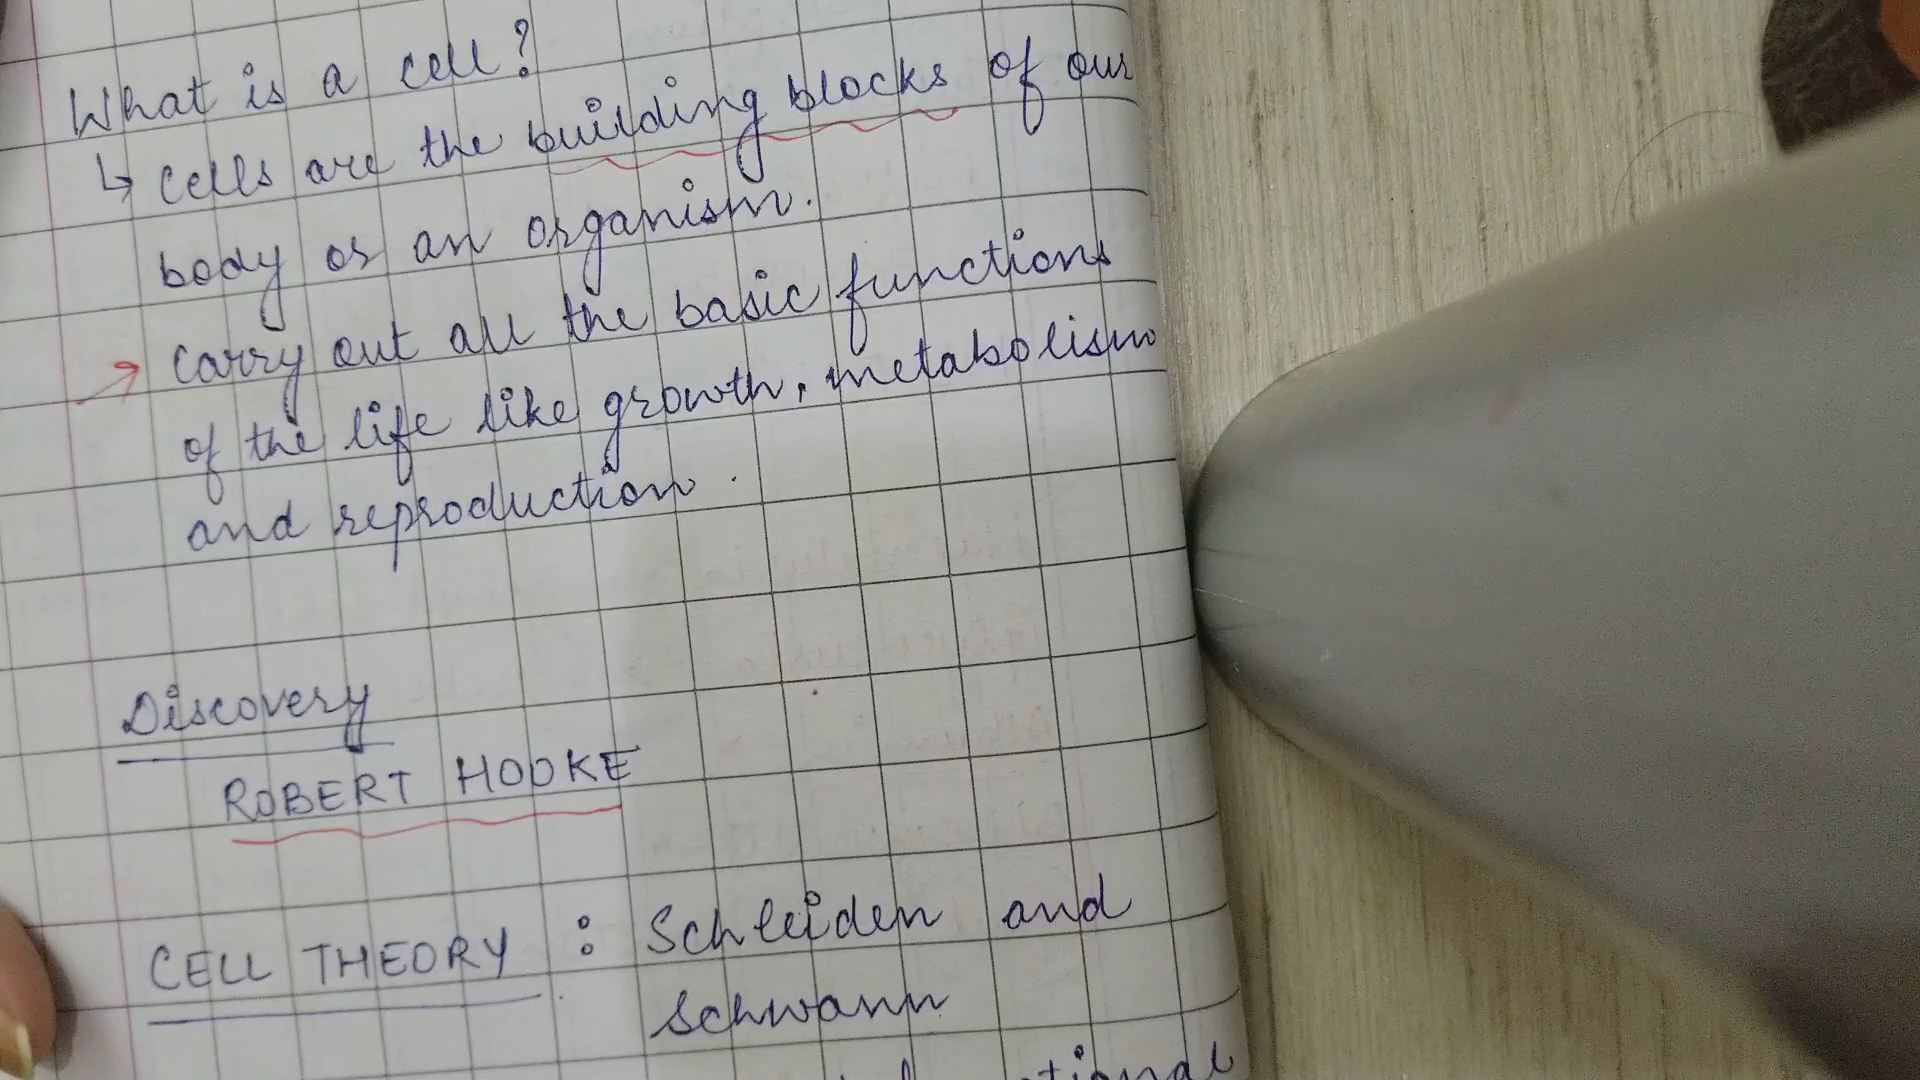 What is a cell?
↳ Cells are the building blocks of our
body or an organism.
→ Carry out all the basic functions
of the life like growth, metabolism
and reproduction.
Discovery
ROBERT HOOKE
CELL THEORY : Schleiden and
Schwann